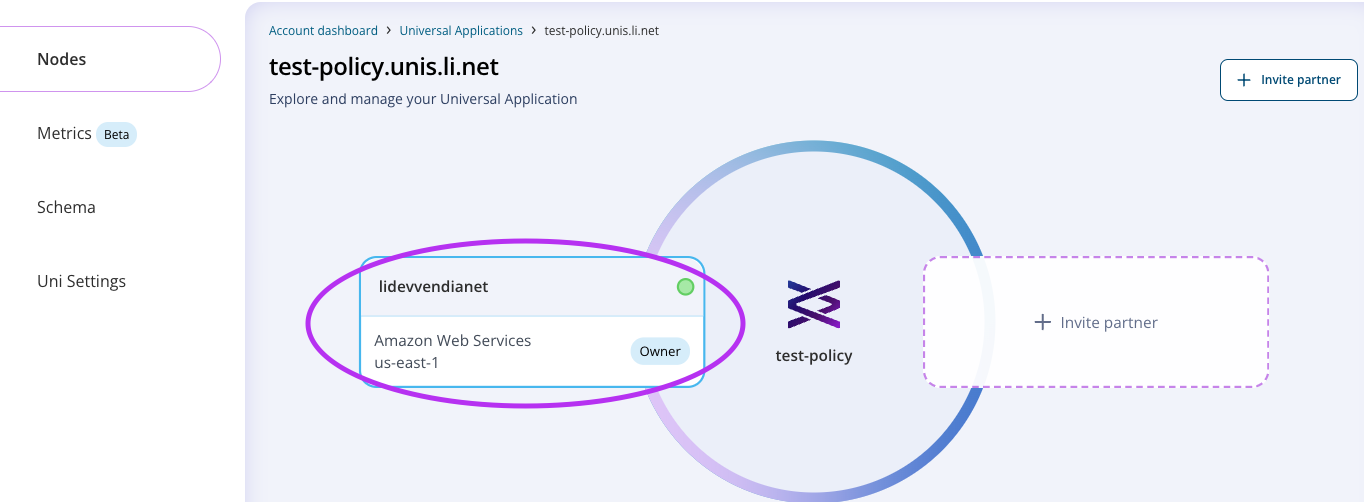 Nodes
Metrics Beta
Schema
Uni Settings
Account dashboard > Universal Applications > test-policy.unis.li.net
test-policy.unis.li.net
Explore and manage your Universal Application
+ Invite partner
lidevvendianet
Amazon Web Services
us-east-1
Owner
test-policy
+ Invite partner